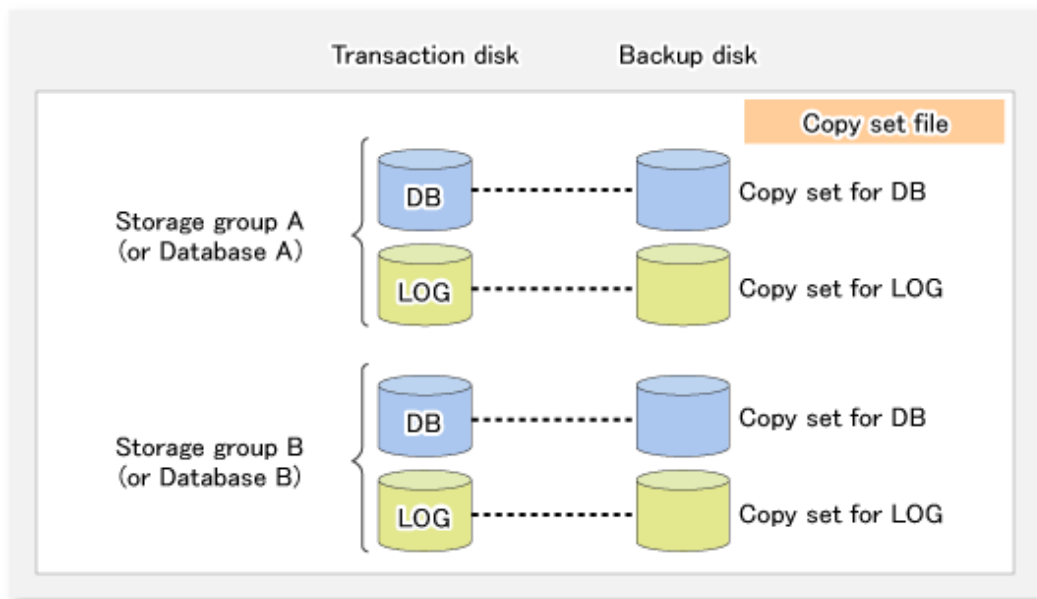 Transaction disk
Backup disk
Copy set file
DB
Copy set for DB
Storage group A
(or Database A)
LOG
Copy set for LOG
DB
Copy set for DB
Storage group B
(or Database B)
LOG
Copy set for LOG